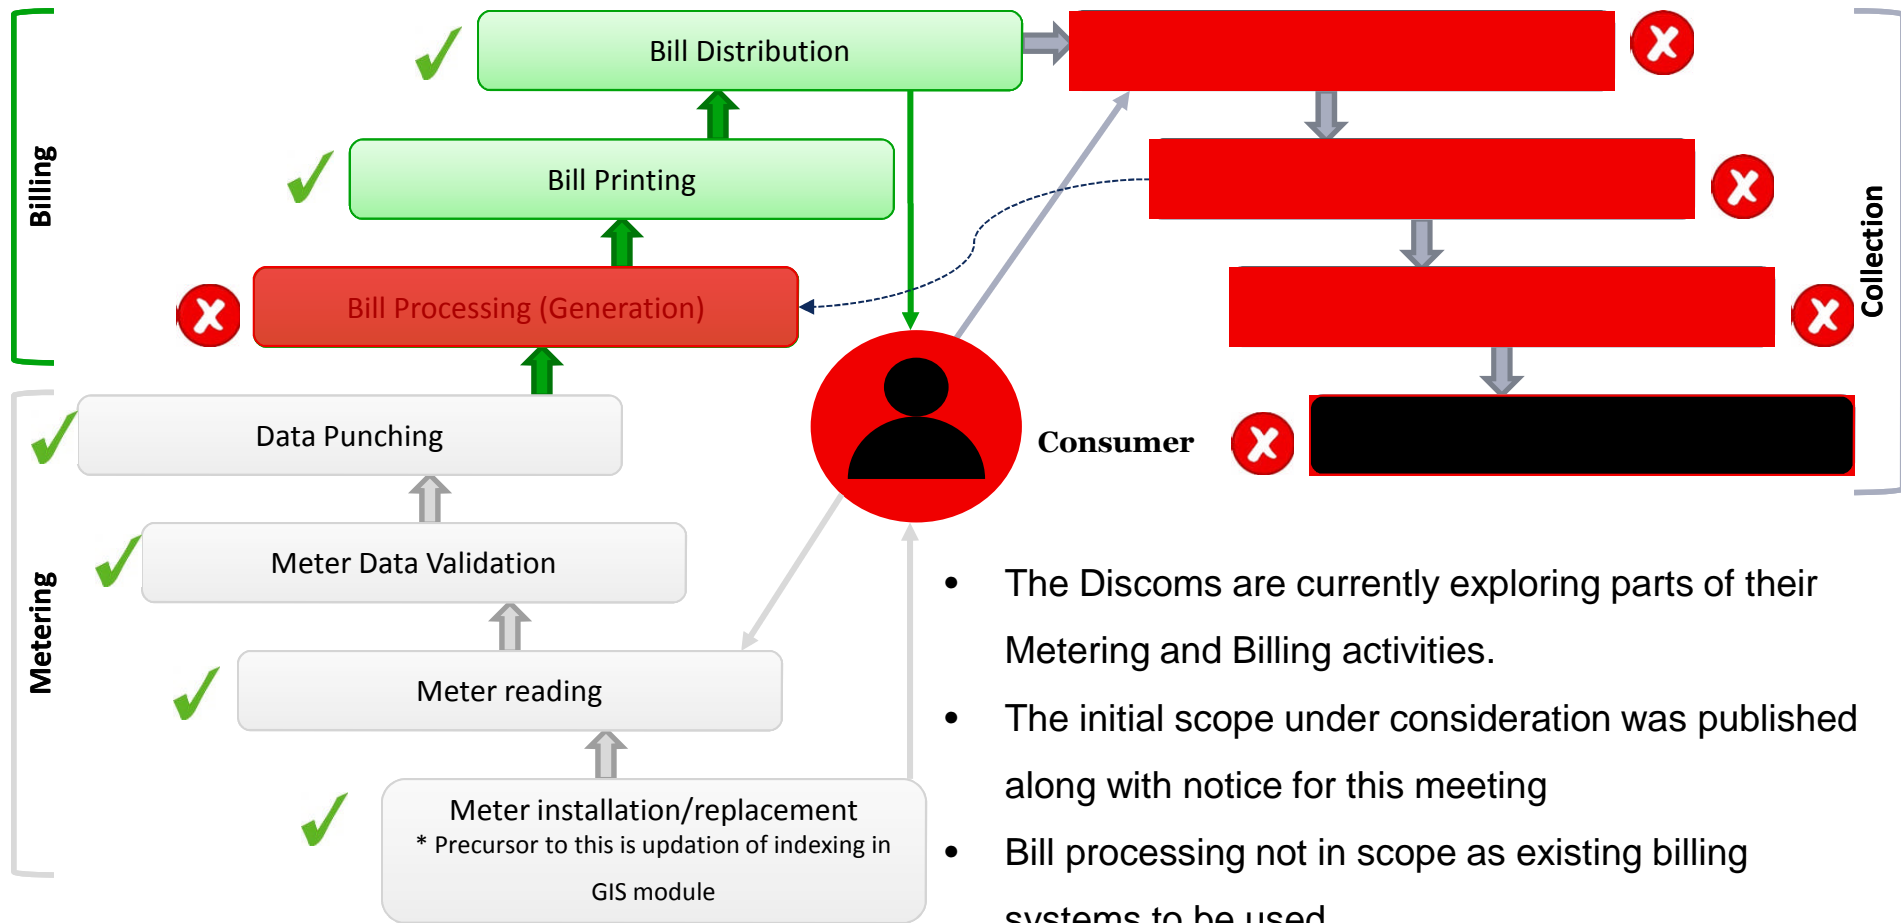 Billing
Bill Distribution
Bill Printing
Bill Processing (Generation)
Metering
Data Punching
Meter Data Validation
Meter reading
Meter installation/replacement
* Precursor to this is updation of indexing in
GIS module
Consumer
Collection
• The Discoms are currently exploring parts of their
Metering and Billing activities.
• The initial scope under consideration was published
along with notice for this meeting
• Bill processing not in scope as existing billing
systems to be used